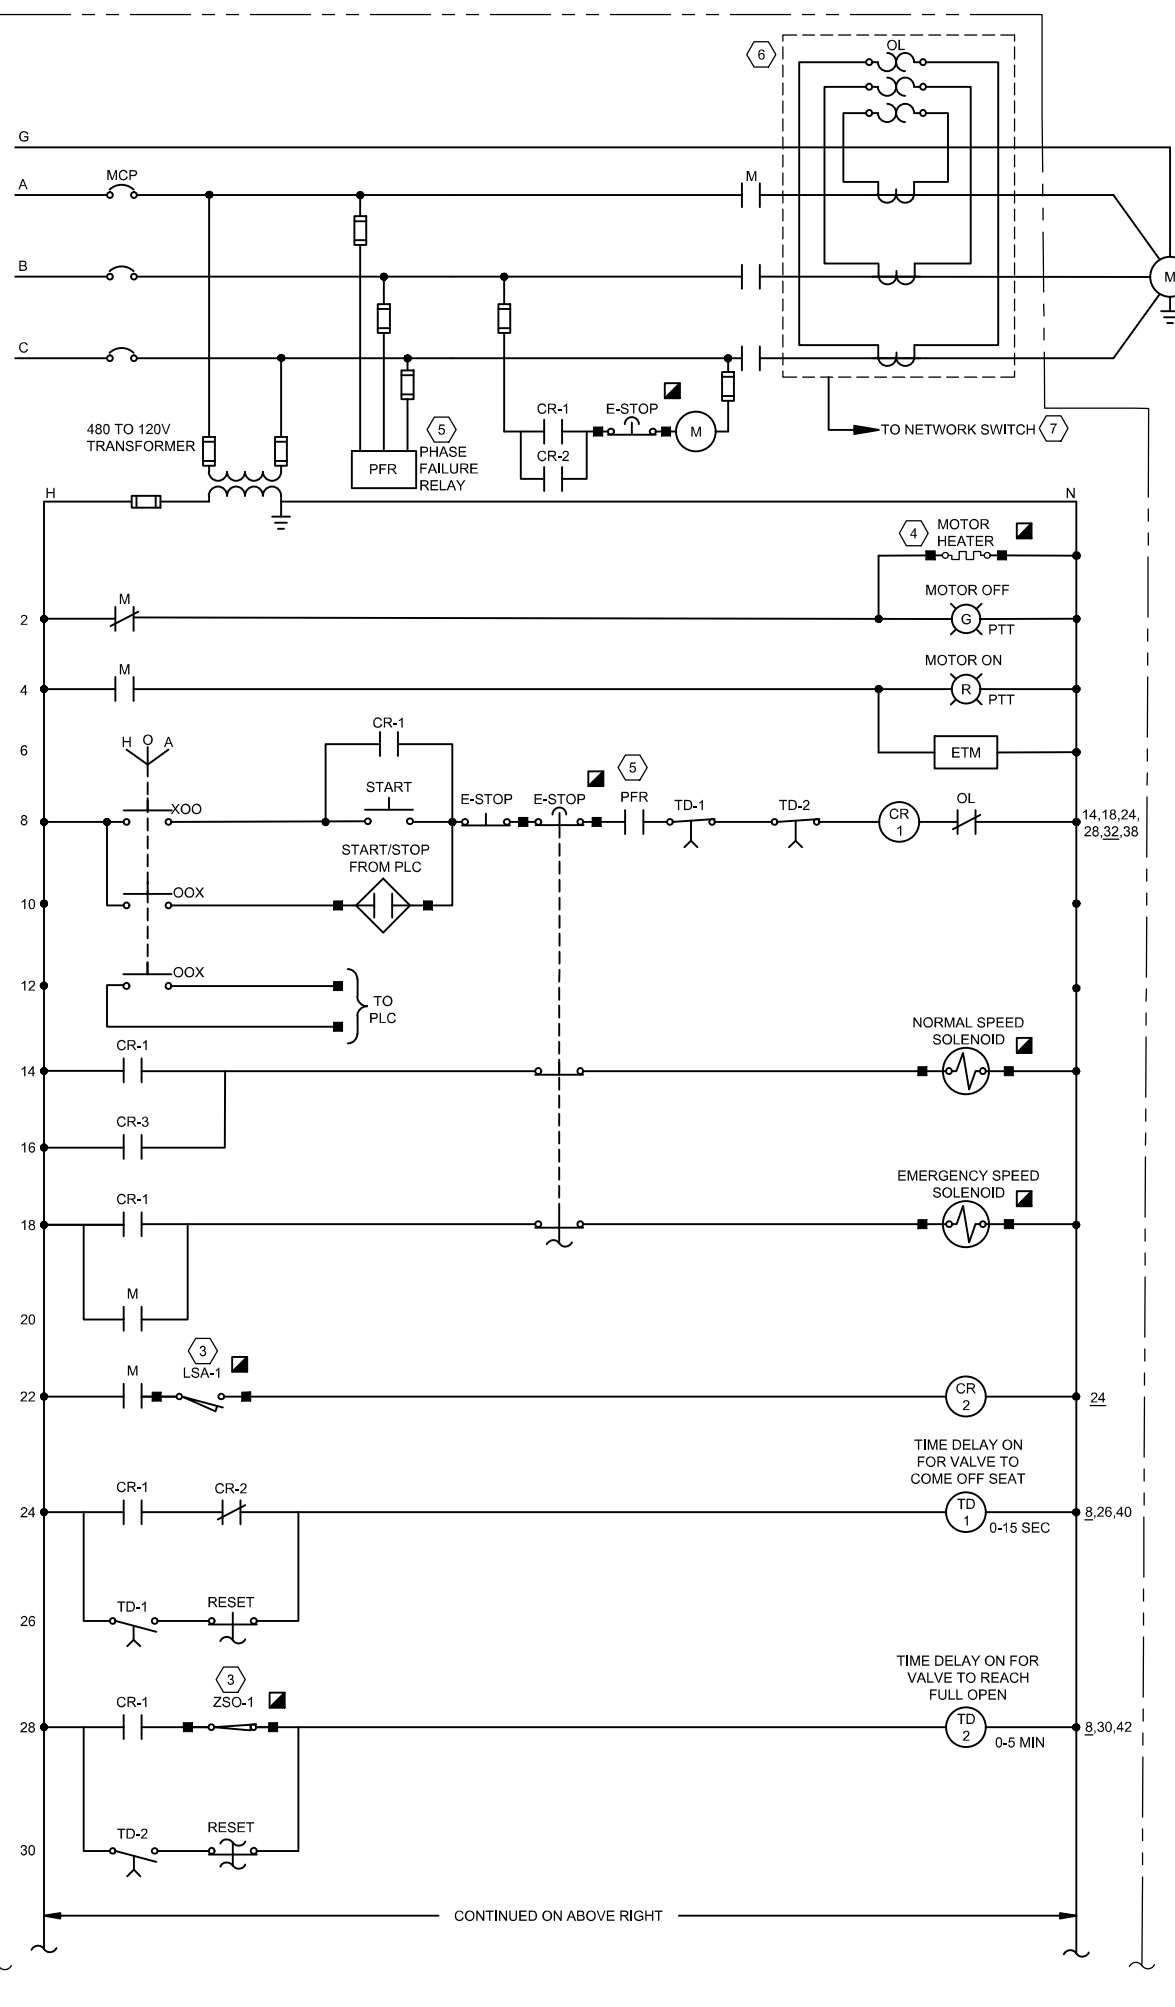 6
OL
G
MCP
A
M
B
M
C
CR-1
E-STOP
M
CR-2
480 TO 120V
TRANSFORMER
5
PHASE
FAILURE
RELAY
PFR
TO NETWORK SWITCH
7
H
N
4
MOTOR
HEATER
MOTOR OFF
2
M
G
PTT
MOTOR ON
4
M
R
PTT
6
H O A
CR-1
ETM
START
E-STOP
E-STOP
5
PFR
TD-1
TD-2
OL
8
XOO
CR
1
14,18,24,
28,32,38
START/STOP
FROM PLC
10
OOX
12
OOX
TO
PLC
NORMAL SPEED
SOLENOID
CR-1
14
CR-3
16
EMERGENCY SPEED
SOLENOID
CR-1
18
M
20
3
LSA-1
M
22
CR
2
24
TIME DELAY ON
FOR VALVE TO
COME OFF SEAT
CR-1
CR-2
24
TD
1
0-15 SEC
8,26,40
TD-1
RESET
26
TIME DELAY ON FOR
VALVE TO REACH
FULL OPEN
3
ZSO-1
CR-1
28
TD
2
0-5 MIN
8,30,42
TD-2
RESET
30
CONTINUED ON ABOVE RIGHT